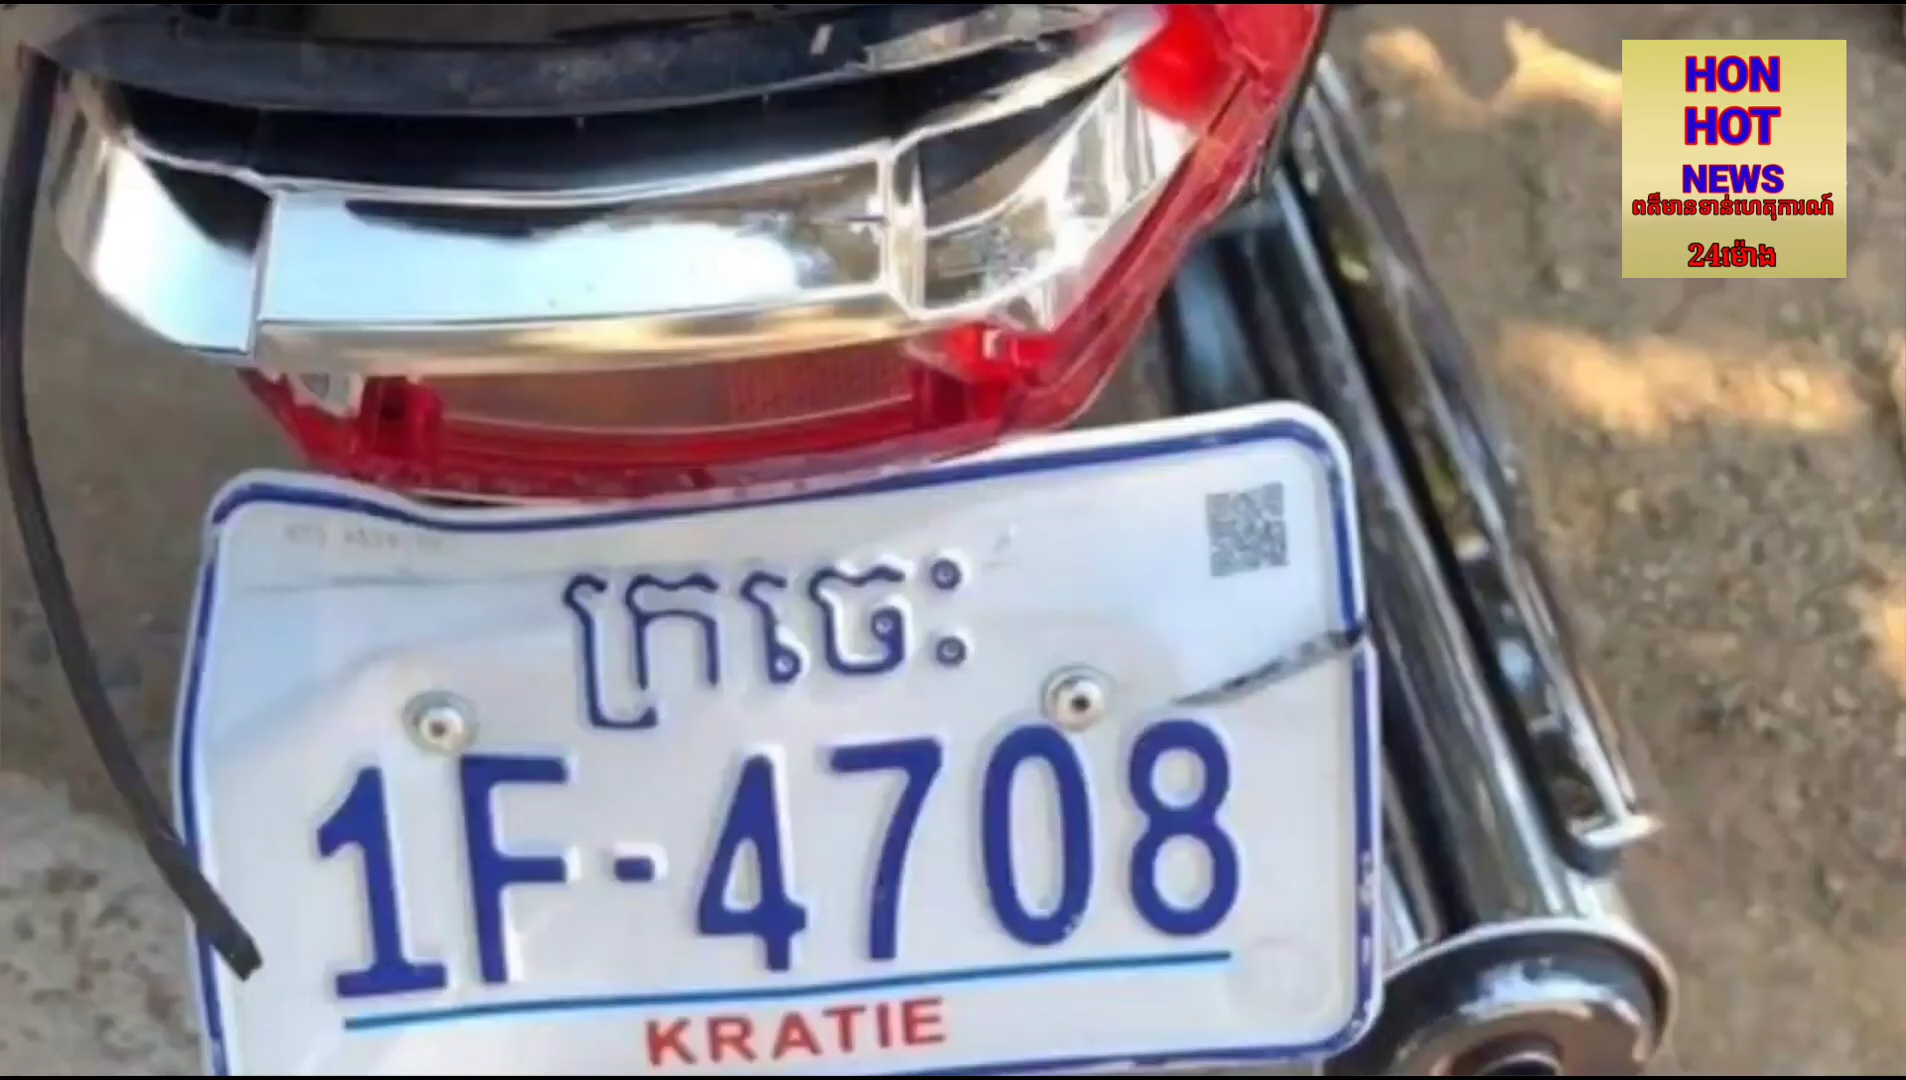 HON
HOT
NEWS
ពត៌មានទាន់ហេតុការណ៍
24ម៉ោង
ក្រចេះ
1F-4708
KRATIE